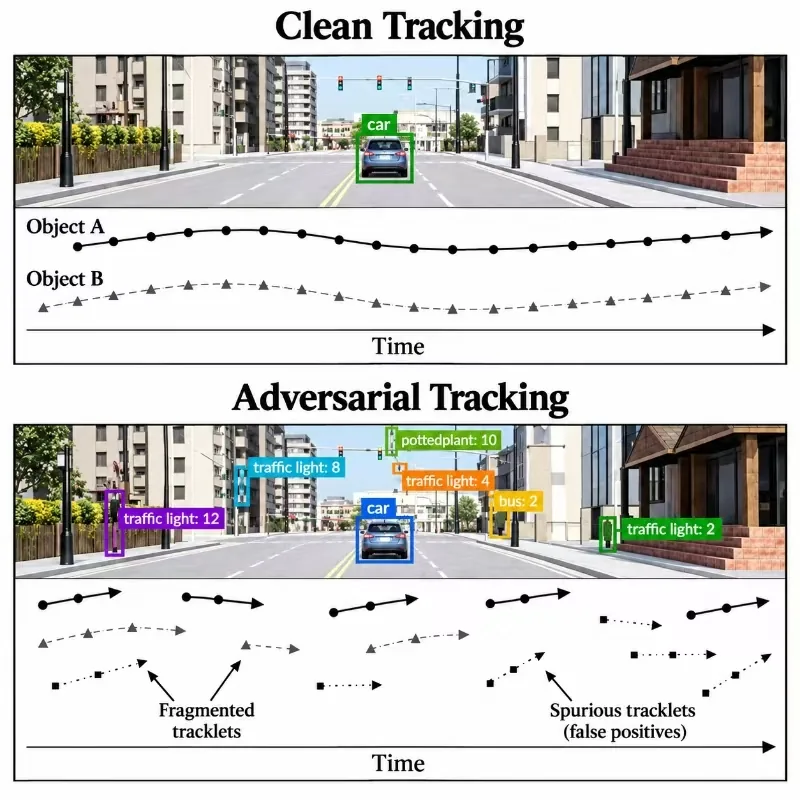 Clean Tracking
car
Object A
Object B
Time
Adversarial Tracking
pottedplant: 10
traffic light: 8
traffic light: 4
bus: 2
car
traffic light: 12
traffic light: 2
Fragmented
tracklets
Spurious tracklets
(false positives)
Time